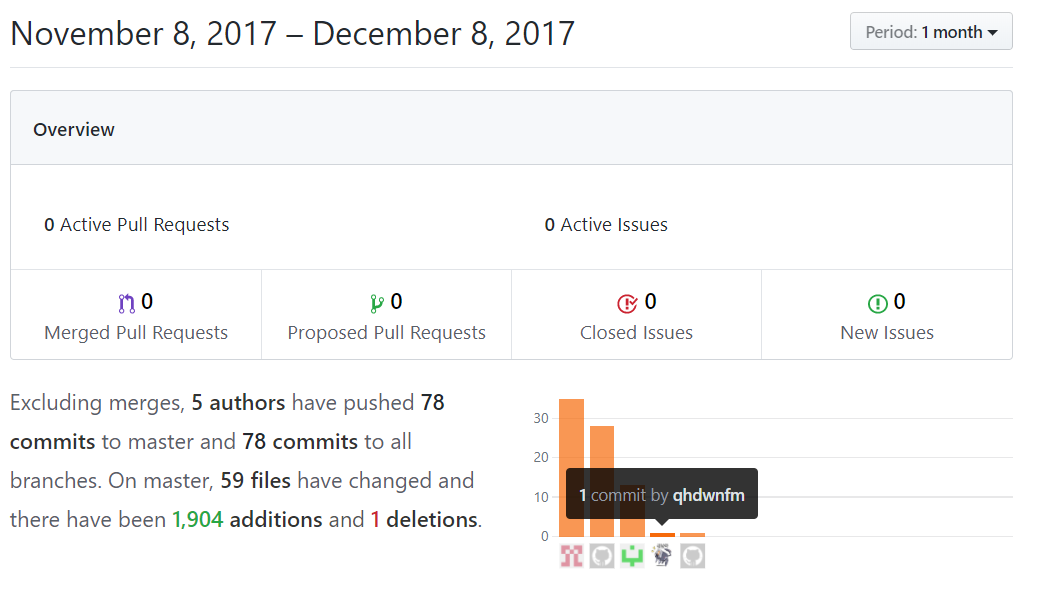 November 8, 2017 – December 8, 2017
Period: 1 month
Overview
0 Active Pull Requests
0 Active Issues
0
Merged Pull Requests
0
Proposed Pull Requests
0
Closed Issues
0
New Issues
Excluding merges, 5 authors have pushed 78
commits to master and 78 commits to all
branches. On master, 59 files have changed and
there have been 1,904 additions and 1 deletions.
30
20
10
0
1 commit by qhdwnfm